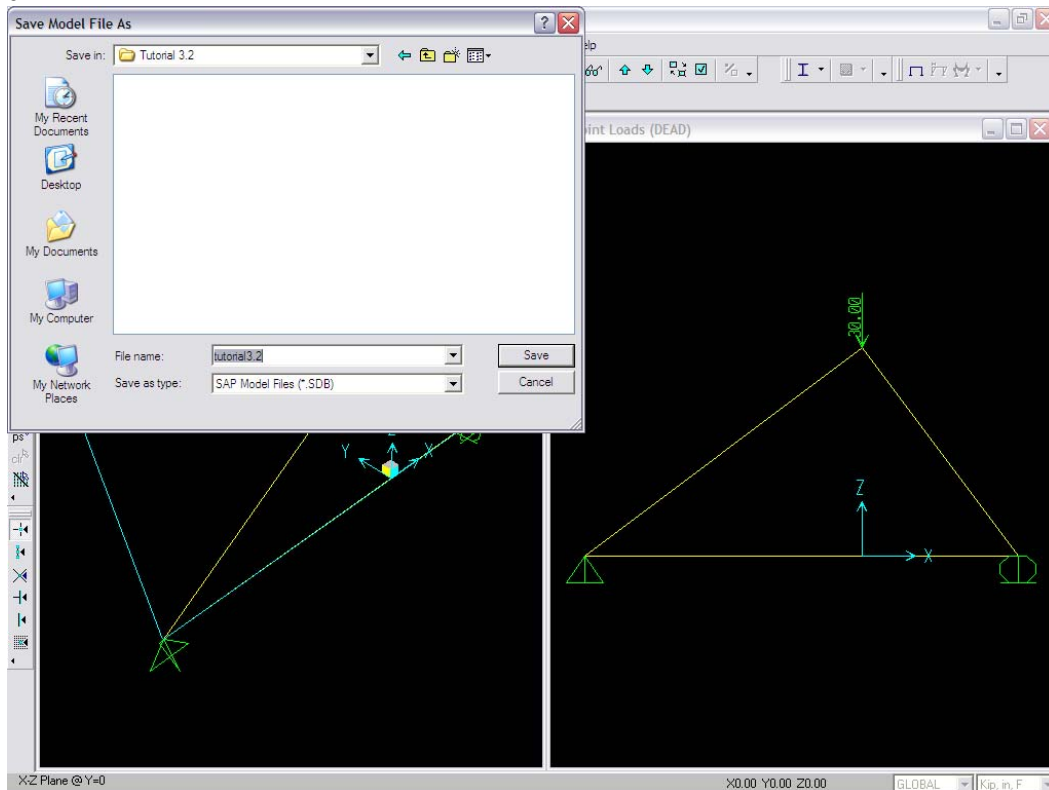 Save Model File As
Save in: Tutorial 3.2
My Recent
Documents
Desktop
My Documents
My Computer
My Network
Places
File name: tutorial3.2
Save
Save as type: SAP Model Files (*.SDB)
Cancel
elp
oint Loads (DEAD)
30.00
Z
X
Y
X
ps
clr
X-Z Plane @ Y=0
X0.00 Y0.00 Z0.00
GLOBAL
Kip, in, F